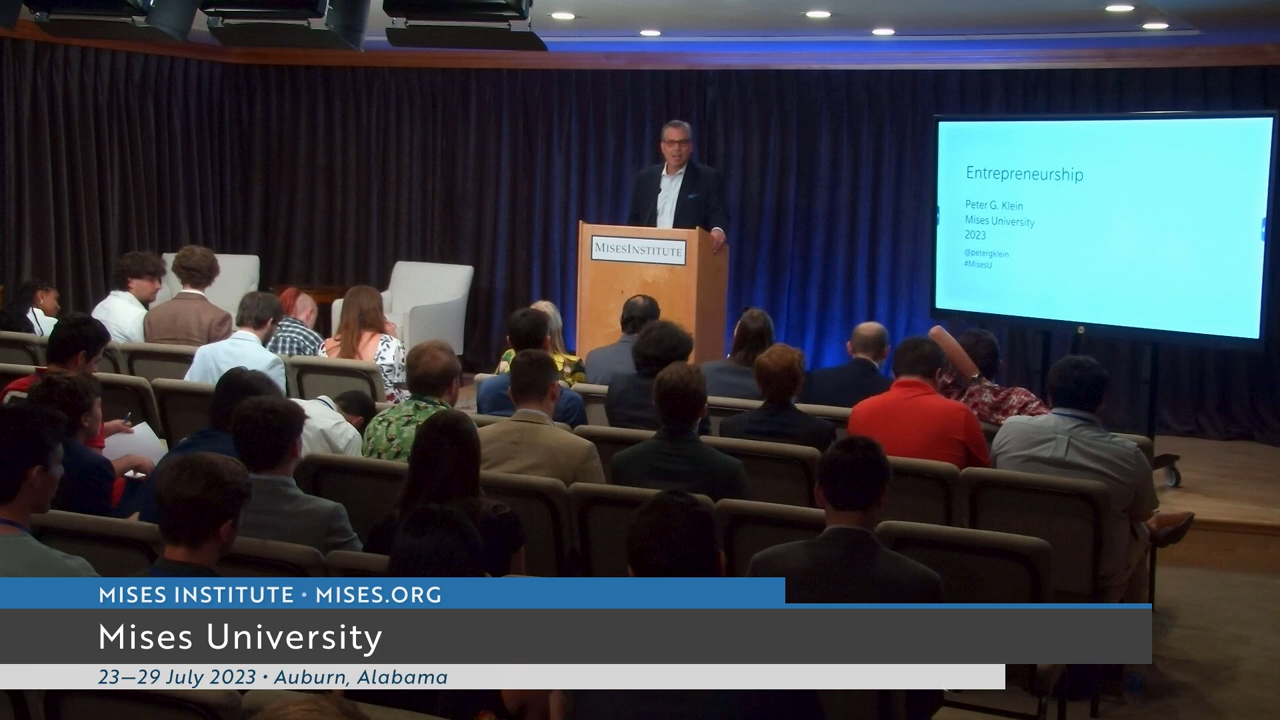 MISESINSTITUTE
Entrepreneurship
Peter G. Klein
Mises University
2023
@petergklein
#MisesU
MISES INSTITUTE • MISES.ORG
Mises University
23–29 July 2023 • Auburn, Alabama